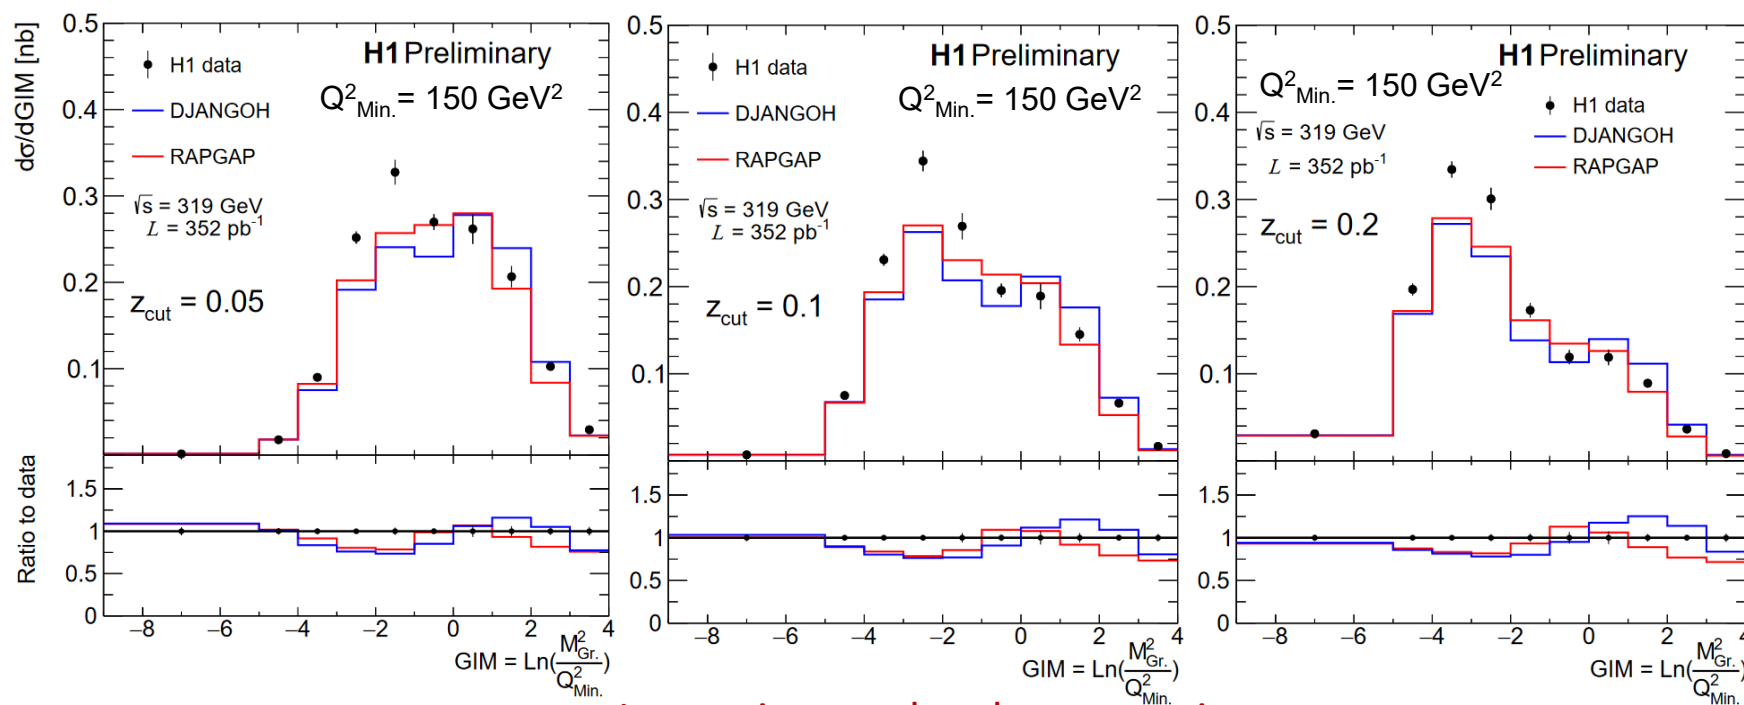 dσ/dGIM [nb]
0.5
0.4
0.3
0.2
0.1
H1 Preliminary
H1 data
DJANGOH
RAPGAP
Q²Min. = 150 GeV²
√s = 319 GeV
L = 352 pb⁻¹
zcut = 0.05
Ratio to data
1.5
1
0.5
0
−8 −6 −4 −2 0 2 4
GIM = Ln(M²Gr./Q²Min.)
0.5
0.4
0.3
0.2
0.1
H1 Preliminary
H1 data
DJANGOH
RAPGAP
Q²Min. = 150 GeV²
√s = 319 GeV
L = 352 pb⁻¹
zcut = 0.1
1.5
1
0.5
0
−8 −6 −4 −2 0 2 4
GIM = Ln(M²Gr./Q²Min.)
0.5
0.4
0.3
0.2
0.1
H1 Preliminary
Q²Min. = 150 GeV²
H1 data
DJANGOH
RAPGAP
√s = 319 GeV
L = 352 pb⁻¹
zcut = 0.2
1.5
1
0.5
0
−8 −6 −4 −2 0 2 4
GIM = Ln(M²Gr./Q²Min.)